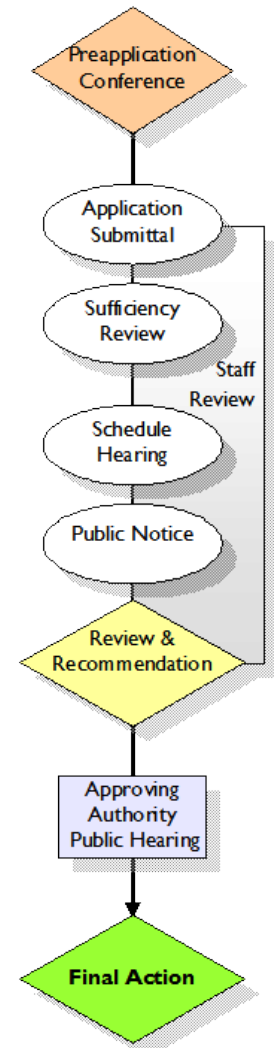 Preapplication
Conference
Application
Submittal
Sufficiency
Review
Staff
Review
Schedule
Hearing
Public Notice
Review &
Recommendation
Approving
Authority
Public Hearing
Final Action